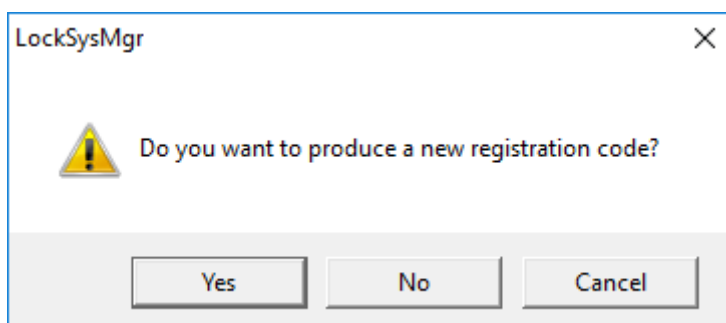 LockSysMgr
Do you want to produce a new registration code?
Yes
No
Cancel